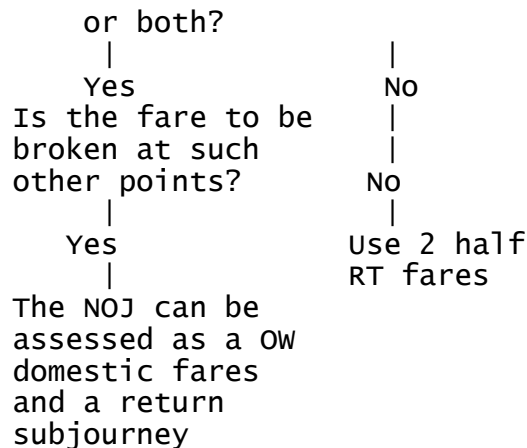 or both?
|                    |
Yes                  No
Is the fare to be    |
broken at such       |
other points?        No
|                    |
Yes                  Use 2 half
|                    RT fares
The NOJ can be
assessed as a OW
domestic fares
and a return
subjourney